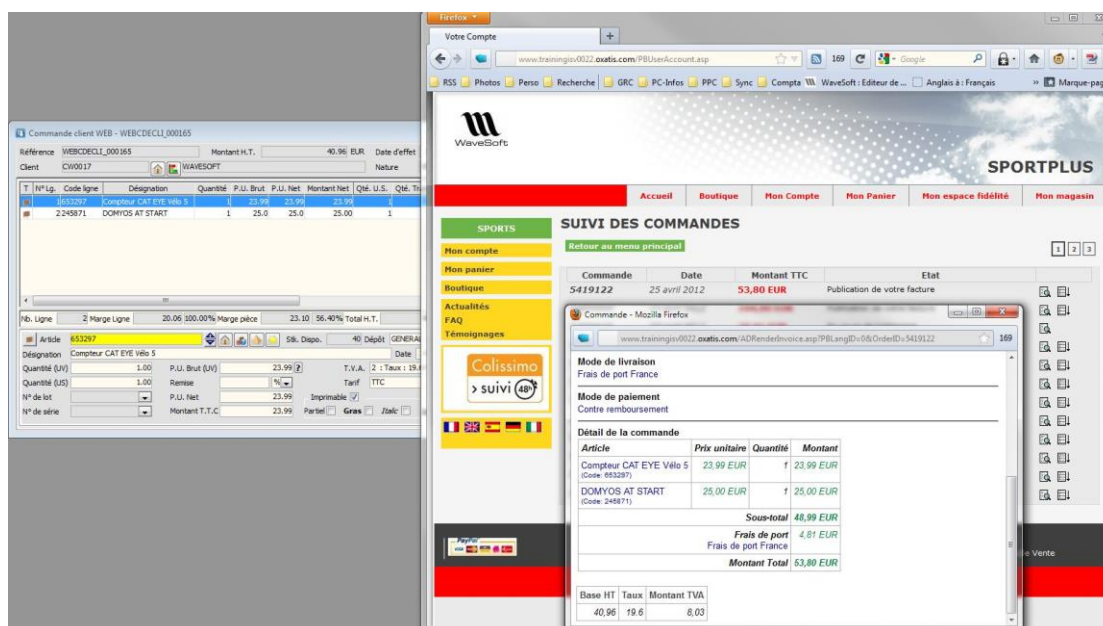 Commande client WEB - WEBCDECLI_000165
Référence WEBCDECLI_000165 Montant H.T. 40.96 EUR Date d'effet
Client CW0017 WAVESOFT Nature
T N° Lg. Code ligne Désignation Quantité P.U. Brut P.U. Net Montant Net Qté. U.S. Qté. Tra
1 653297 Compteur CAT EYE Vélo 5 1 23.99 23.99 23.99 1
2 245871 DOMYOS AT START 1 25.0 25.0 25.00 1
Nb. Ligne 2 Marge Ligne 20.06 100.00% Marge pièce 23.10 56.40% Total H.T.
Article 653297 Stk. Dispo. 40 Dépôt GENERAL
Désignation Compteur CAT EYE Vélo 5 Date
Quantité (UV) 1.00 P.U. Brut (UV) 23.99 ? T.V.A. 2 : Taux : 19.6
Quantité (US) 1.00 Remise % Tarif TTC
N° de lot P.U. Net 23.99 Imprimable
N° de série Montant T.T.C 23.99 Partiel Gras Italic
Firefox
Votre Compte +
www.trainingisv0022.oxatis.com/PBUserAccount.asp 169 Google
RSS Photos Perso Recherche GRC PC-Infos PPC Sync Compta WaveSoft : Editeur de ... Anglais à : Français » Marque-pag
WaveSoft
SPORTPLUS
Accueil Boutique Mon Compte Mon Panier Mon espace fidélité Mon magasin
SPORTS
Mon compte
Mon panier
Boutique
Actualités
FAQ
Témoignages
Colissimo
> suivi 48H
PayPal
VISA
SUIVI DES COMMANDES
Retour au menu principal 1 2 3
Commande Date Montant TTC Etat
5419122 25 avril 2012 53,80 EUR Publication de votre facture
Commande - Mozilla Firefox
www.trainingisv0022.oxatis.com/ADRenderInvoice.asp?PBLangID=0&OrderID=5419122 169
Mode de livraison
Frais de port France
Mode de paiement
Contre remboursement
Détail de la commande
Article Prix unitaire Quantité Montant
Compteur CAT EYE Vélo 5 23,99 EUR 1 23,99 EUR
(Code: 653297)
DOMYOS AT START 25,00 EUR 1 25,00 EUR
(Code: 245871)
Sous-total 48,99 EUR
Frais de port 4,81 EUR
Frais de port France
Montant Total 53,80 EUR
Base HT Taux Montant TVA
40,96 19.6 8,03
e Vente